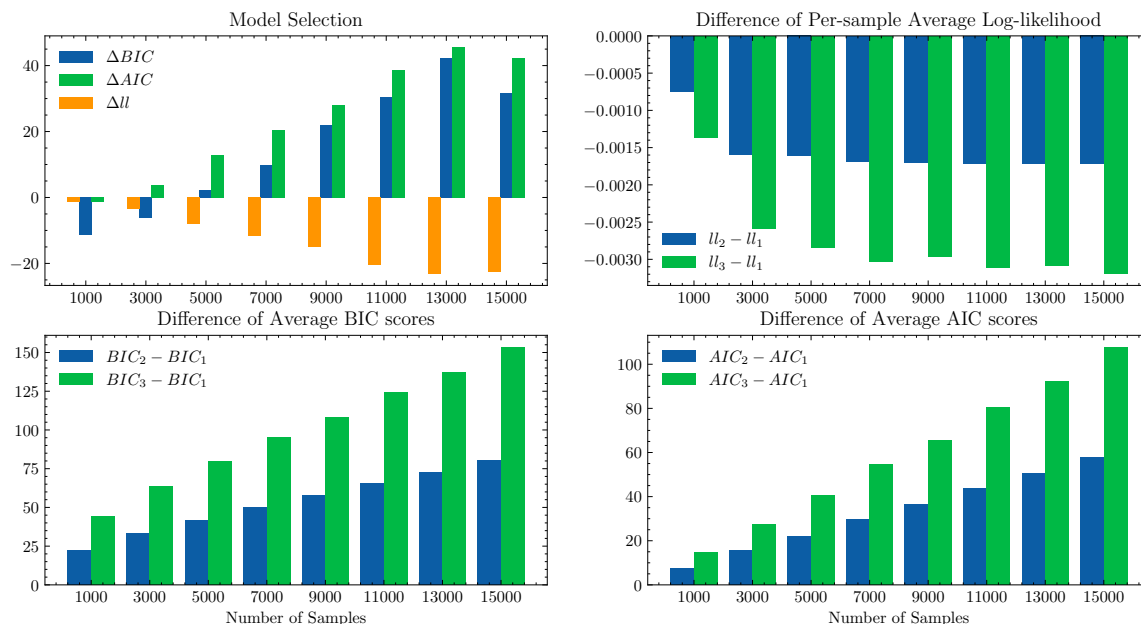 Model Selection
ΔBIC
ΔAIC
Δll
40
20
0
−20
1000 3000 5000 7000 9000 11000 13000 15000
Difference of Per-sample Average Log-likelihood
0.0000
−0.0005
−0.0010
−0.0015
−0.0020
−0.0025
−0.0030
ll₂ − ll₁
ll₃ − ll₁
1000 3000 5000 7000 9000 11000 13000 15000
Difference of Average BIC scores
BIC₂ − BIC₁
BIC₃ − BIC₁
150
125
100
75
50
25
0
1000 3000 5000 7000 9000 11000 13000 15000
Number of Samples
Difference of Average AIC scores
AIC₂ − AIC₁
AIC₃ − AIC₁
100
80
60
40
20
0
1000 3000 5000 7000 9000 11000 13000 15000
Number of Samples